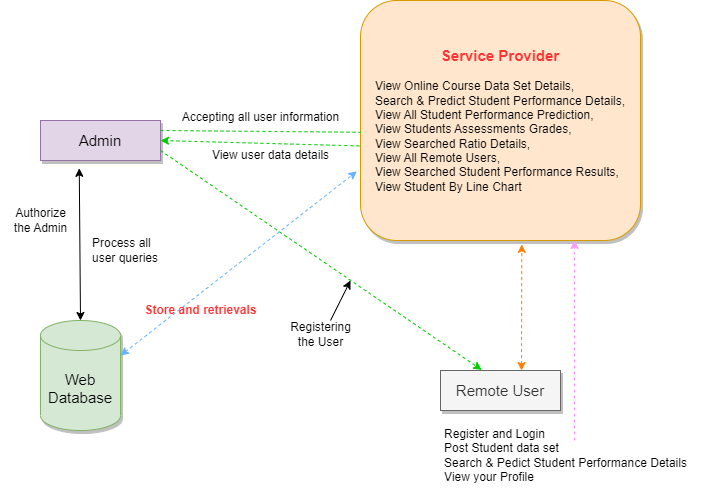 Service Provider
View Online Course Data Set Details,
Search & Predict Student Performance Details,
View All Student Performance Prediction,
View Students Assessments Grades,
View Searched Ratio Details,
View All Remote Users,
View Searched Student Performance Results,
View Student By Line Chart
Accepting all user information
Admin
View user data details
Authorize
the Admin
Process all
user queries
Store and retrievals
Registering
the User
Web
Database
Remote User
Register and Login
Post Student data set
Search & Pedict Student Performance Details
View your Profile